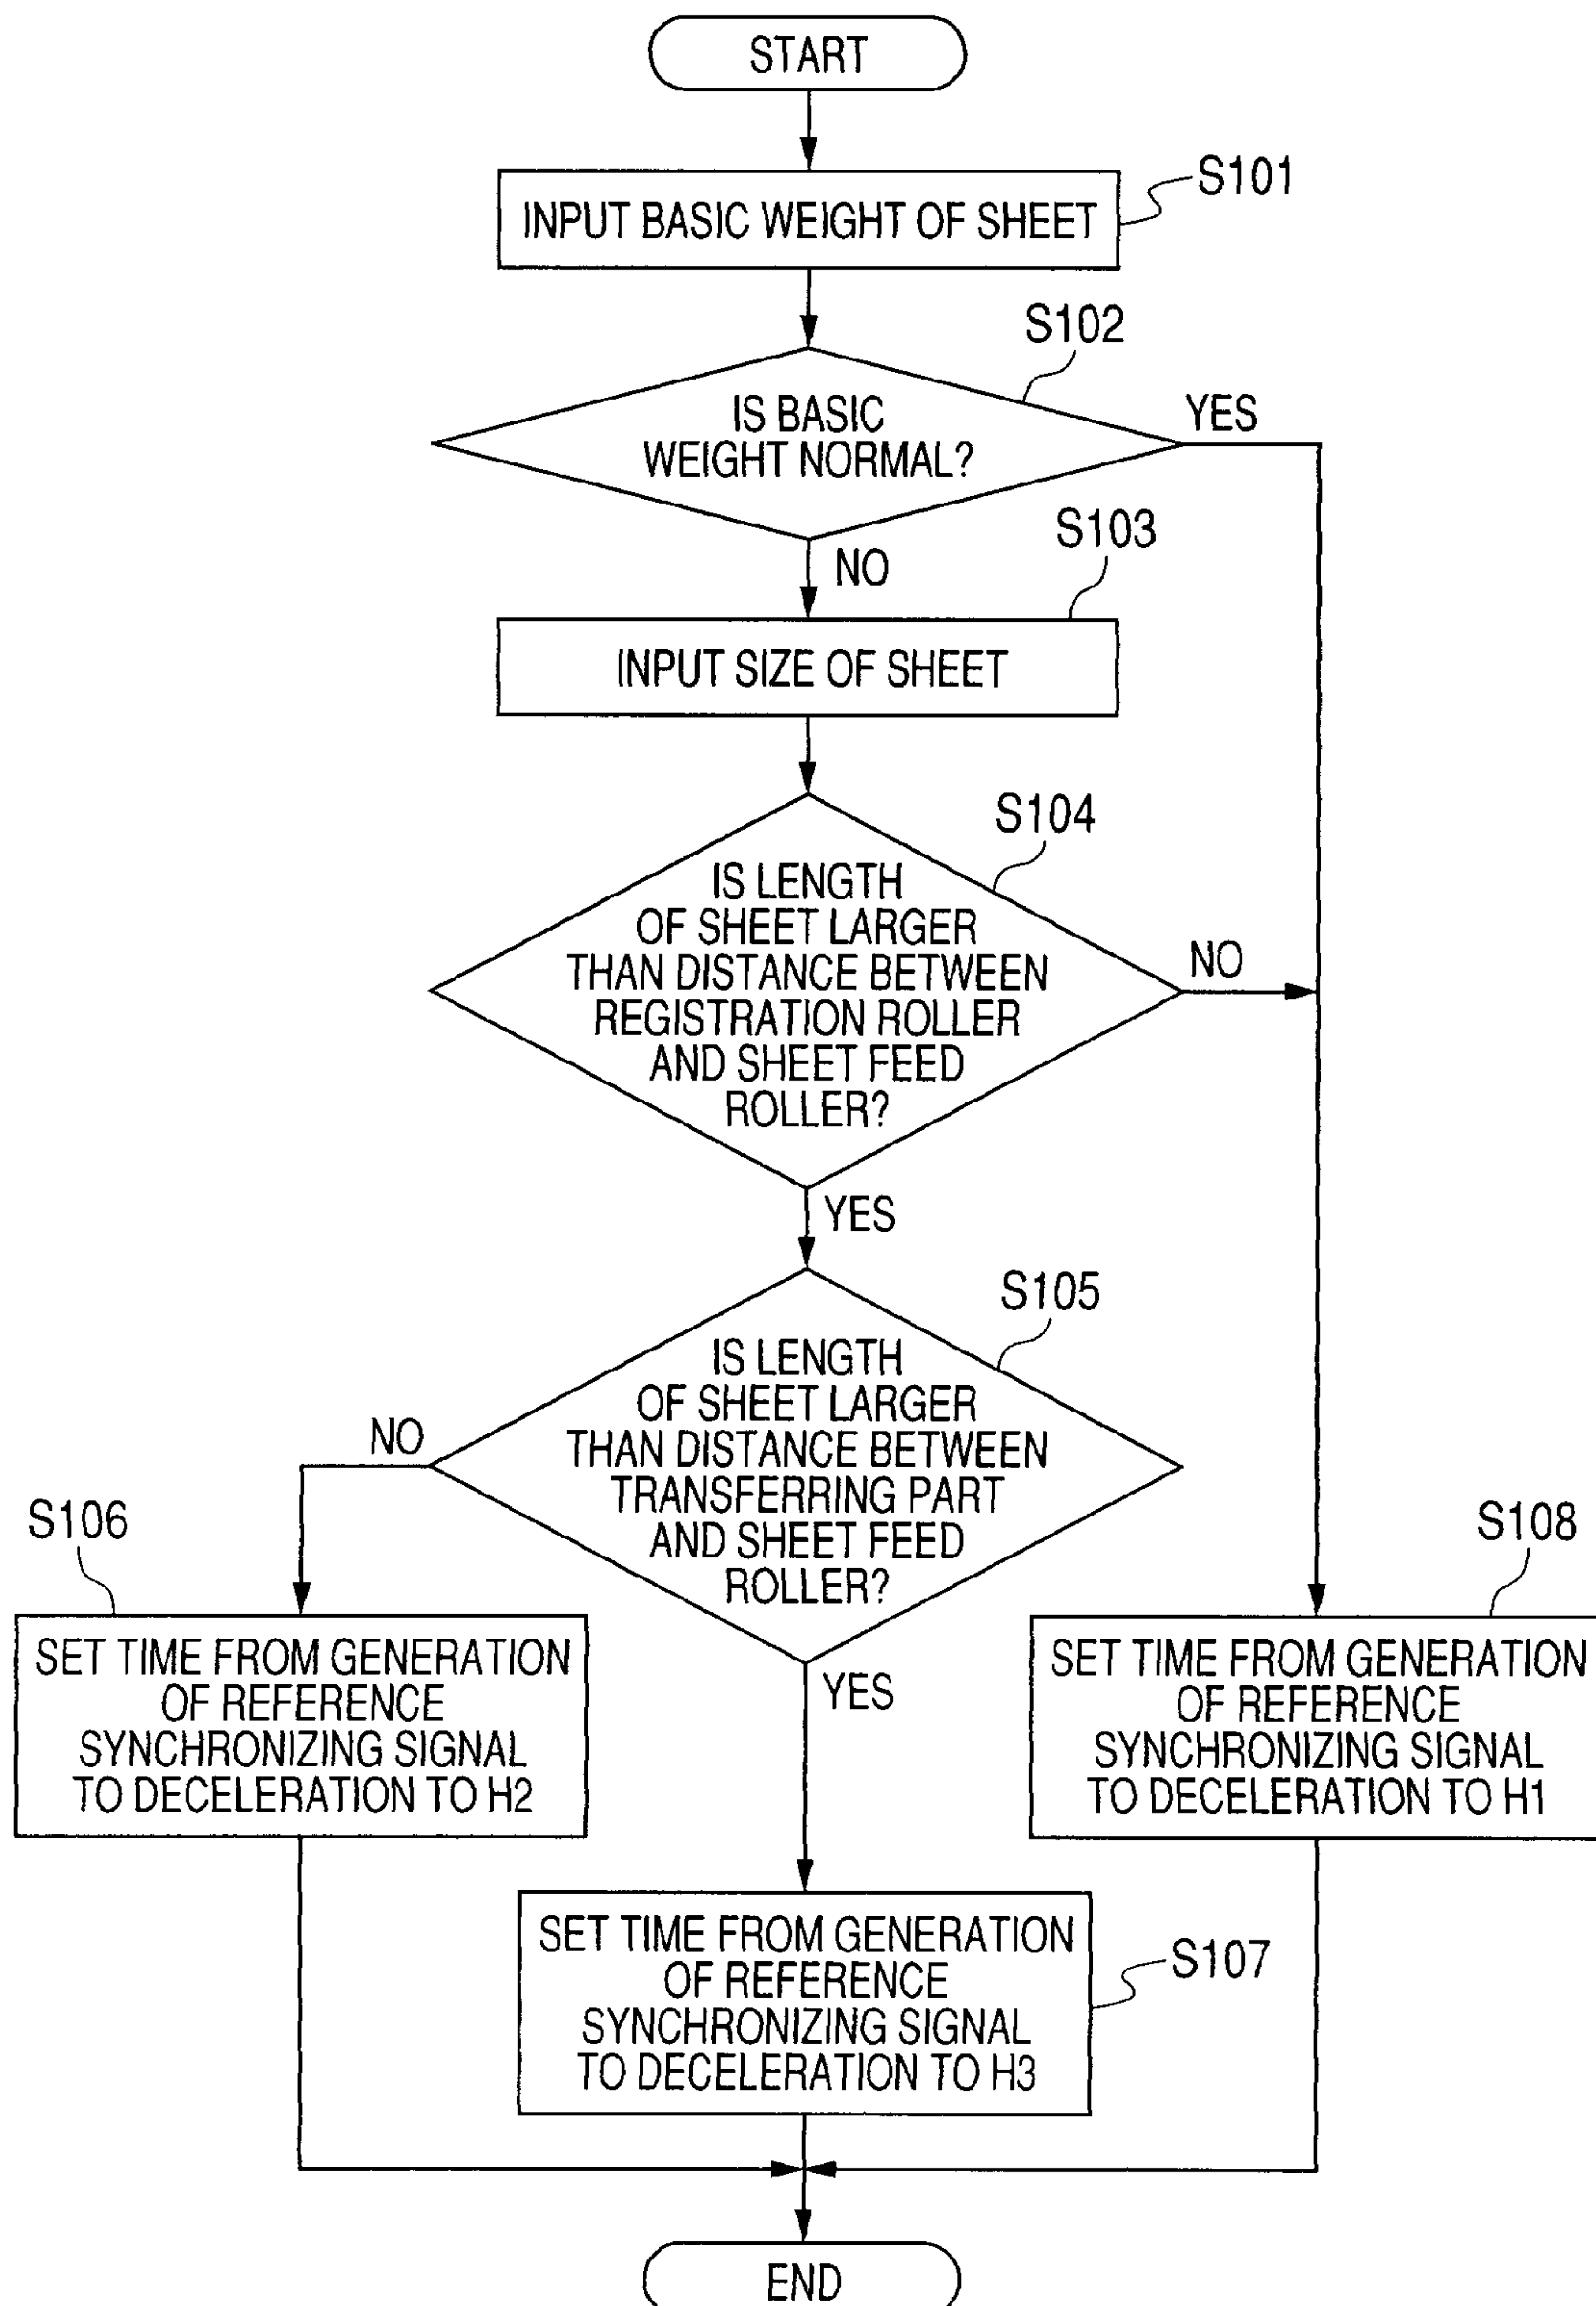 START
S101
INPUT BASIC WEIGHT OF SHEET
S102
IS BASIC
WEIGHT NORMAL?
YES
NO
S103
INPUT SIZE OF SHEET
S104
IS LENGTH
OF SHEET LARGER
THAN DISTANCE BETWEEN
REGISTRATION ROLLER
AND SHEET FEED
ROLLER?
NO
YES
S105
IS LENGTH
OF SHEET LARGER
THAN DISTANCE BETWEEN
TRANSFERRING PART
AND SHEET FEED
ROLLER?
NO
YES
S106
SET TIME FROM GENERATION
OF REFERENCE
SYNCHRONIZING SIGNAL
TO DECELERATION TO H2
S108
SET TIME FROM GENERATION
OF REFERENCE
SYNCHRONIZING SIGNAL
TO DECELERATION TO H1
SET TIME FROM GENERATION
OF REFERENCE
SYNCHRONIZING SIGNAL
TO DECELERATION TO H3
S107
END